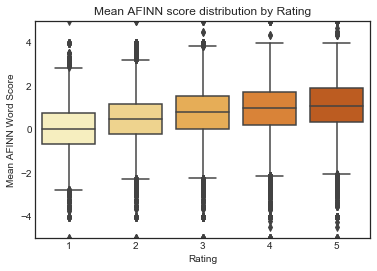 Mean AFINN score distribution by Rating
Mean AFINN Word Score
4
2
0
−2
−4
1 2 3 4 5
Rating